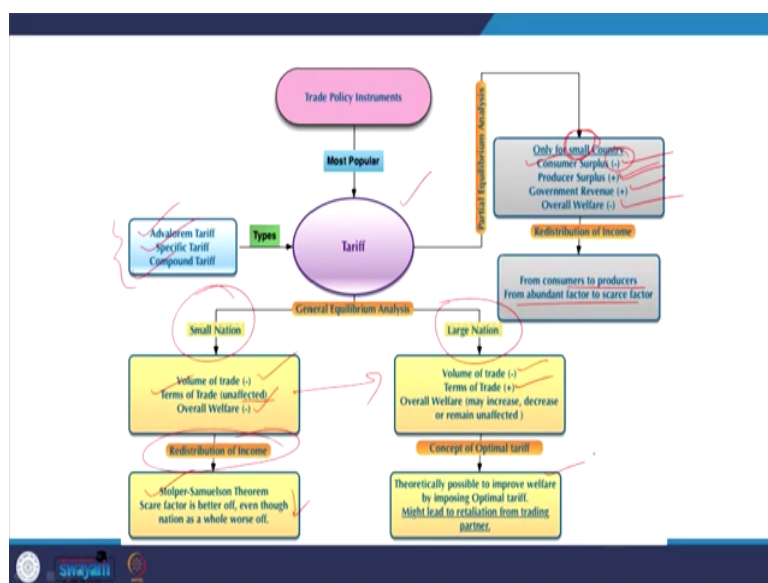 Trade Policy Instruments
Most Popular
Partial Equilibrium Analysis
Only for small Country
Consumer Surplus (-)
Producer Surplus (+)
Government Revenue (+)
Overall Welfare (-)
Redistribution of Income
From consumers to producers
From abundant factor to scarce factor
Advalorem Tariff
Specific Tariff
Compound Tariff
Types
Tariff
General Equilibrium Analysis
Small Nation
Large Nation
Volume of trade (-)
Terms of Trade (unaffected)
Overall Welfare (-)
Volume of trade (-)
Terms of Trade (+)
Overall Welfare (may increase, decrease
or remain unaffected )
Redistribution of Income
Concept of Optimal tariff
Stolper-Samuelson Theorem
Scare factor is better off, even though
nation as a whole worse off.
Theoretically possible to improve welfare
by imposing Optimal tariff.
Might lead to retaliation from trading
partner.
swayam